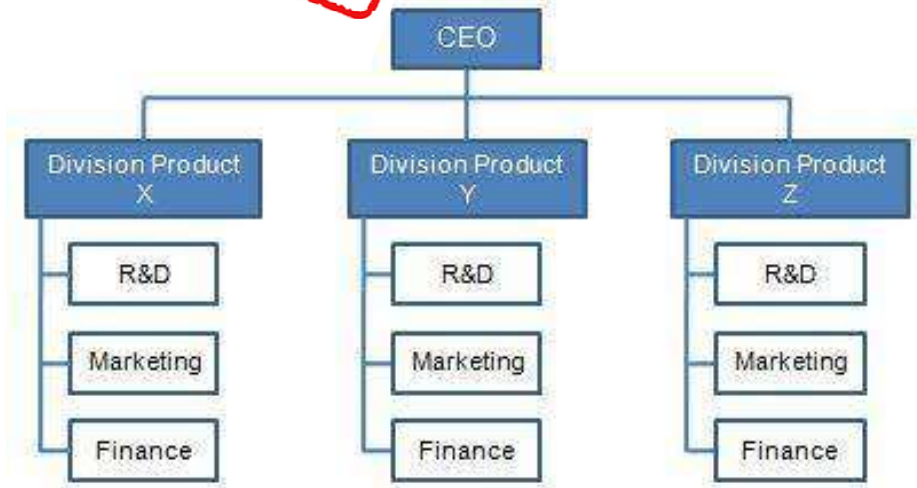 CEO
Division Product
X
Division Product
Y
Division Product
Z
R&D
R&D
R&D
Marketing
Marketing
Marketing
Finance
Finance
Finance